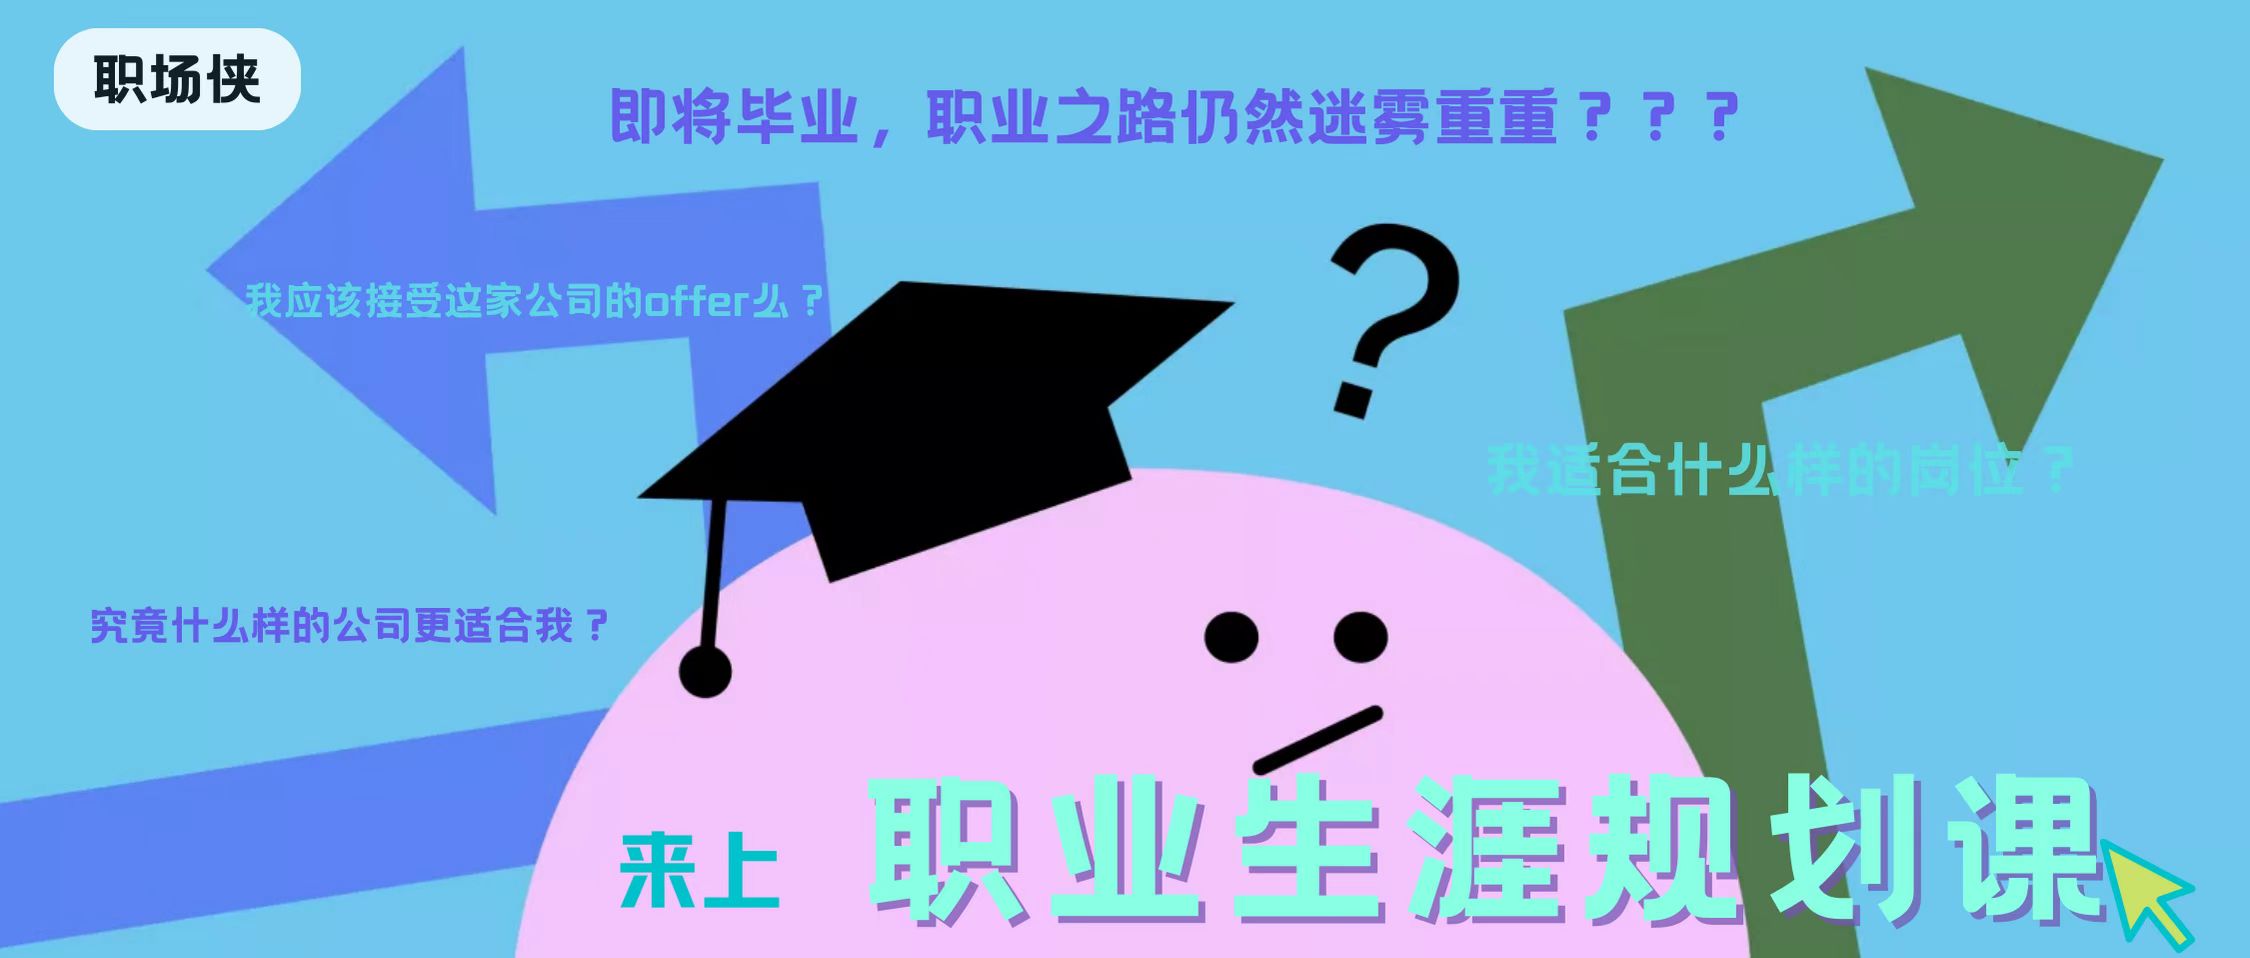 职场侠
即将毕业，职业之路仍然迷雾重重？？？
我应该接受这家公司的offer么？
我适合什么样的岗位？
究竟什么样的公司更适合我？
?
来上 职业生涯规划课